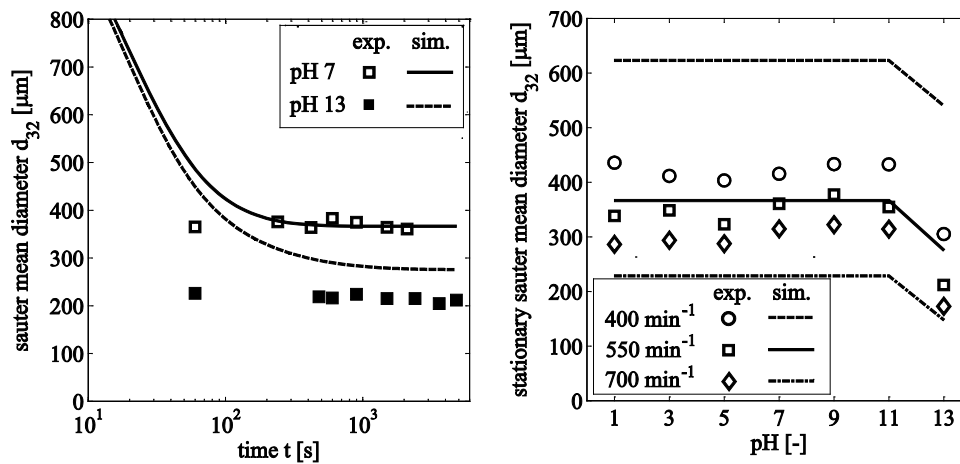 sauter mean diameter d32 [μm]
800
700
600
500
400
300
200
100
0
10^1
10^2
10^3
time t [s]
exp. sim.
pH 7
pH 13
stationary sauter mean diameter d32 [μm]
700
600
500
400
300
200
100
0
1 3 5 7 9 11 13
pH [-]
exp. sim.
400 min^-1
550 min^-1
700 min^-1